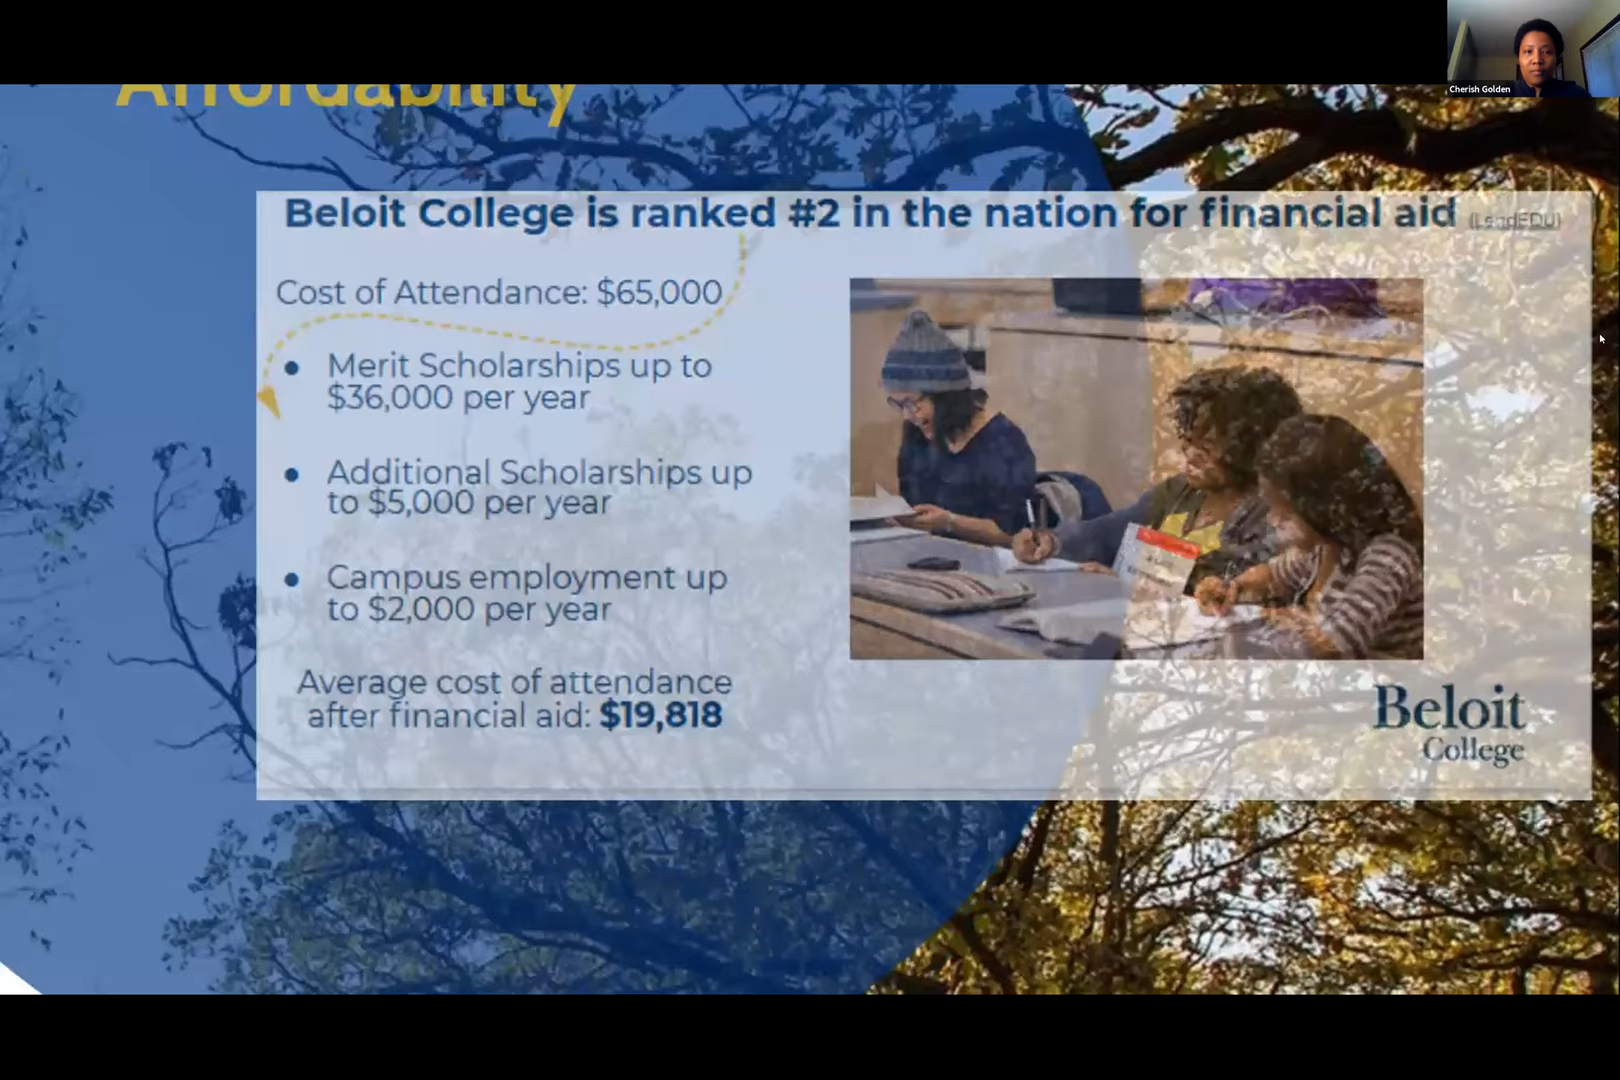 Cherish Golden
Affordability
Beloit College is ranked #2 in the nation for financial aid (LendEDU)
Cost of Attendance: $65,000
● Merit Scholarships up to
$36,000 per year
● Additional Scholarships up
to $5,000 per year
● Campus employment up
to $2,000 per year
Average cost of attendance
after financial aid: $19,818
Beloit
College